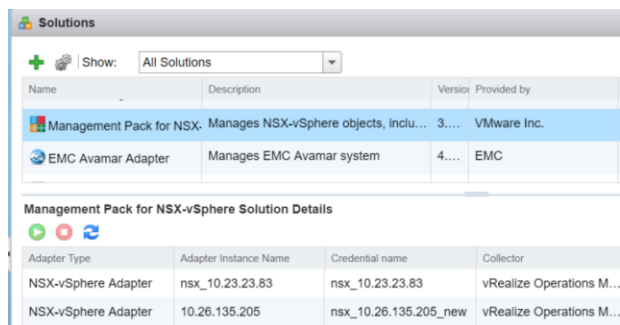 Solutions
Show: All Solutions
Name Description Version Provided by
Management Pack for NSX- Manages NSX-vSphere objects, inclu... 3.... VMware Inc.
EMC Avamar Adapter Manages EMC Avamar system 4.... EMC
Management Pack for NSX-vSphere Solution Details
Adapter Type Adapter Instance Name Credential name Collector
NSX-vSphere Adapter nsx_10.23.23.83 nsx_10.23.23.83 vRealize Operations M...
NSX-vSphere Adapter 10.26.135.205 nsx_10.26.135.205_new vRealize Operations M...